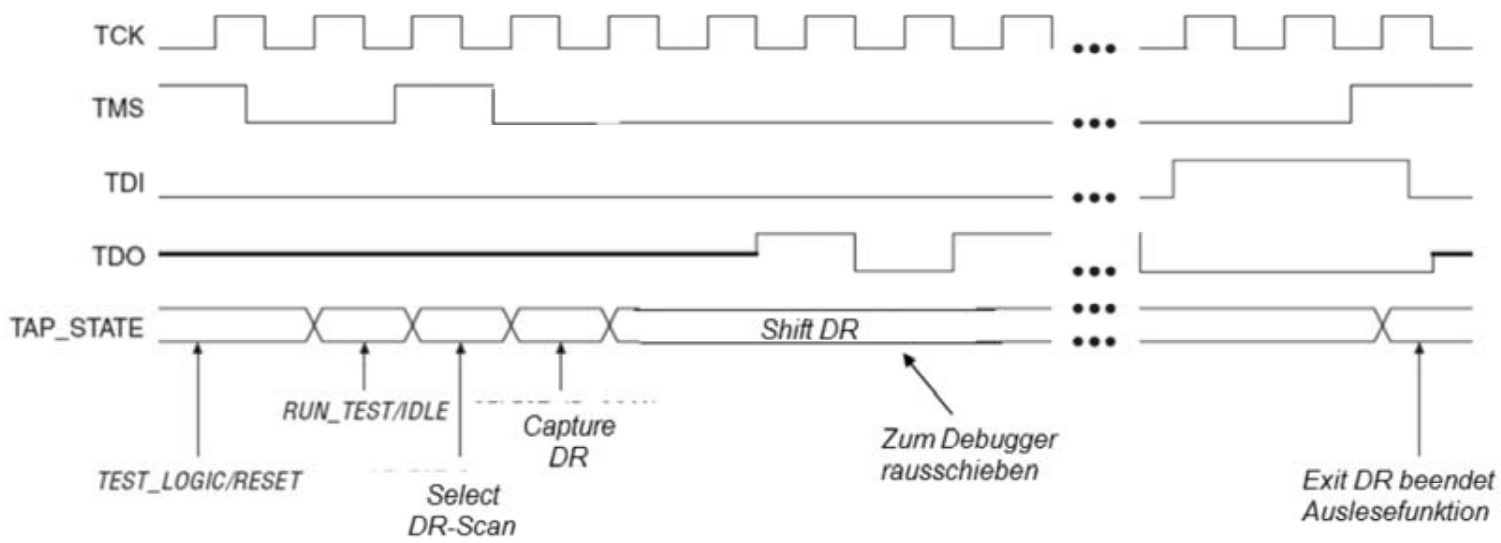 TCK
TMS
TDI
TDO
TAP_STATE
Shift DR
RUN_TEST/IDLE
Capture
DR
Zum Debugger
rausschieben
TEST_LOGIC/RESET
Select
DR-Scan
Exit DR beendet
Auslesefunktion